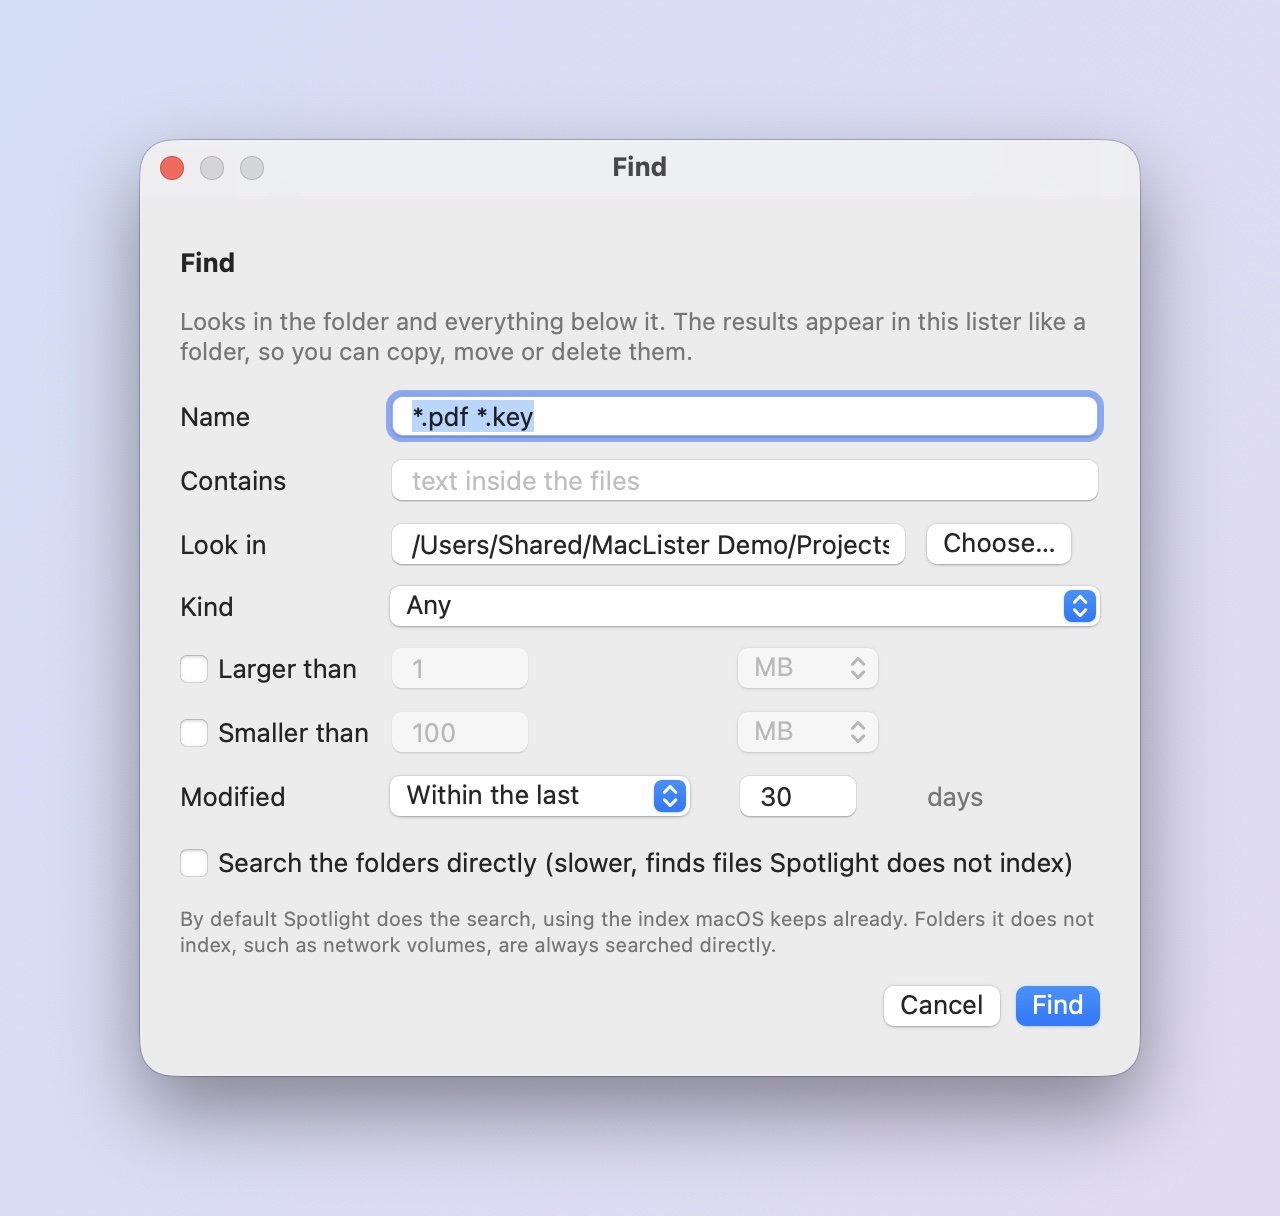 Find
Find
Looks in the folder and everything below it. The results appear in this lister like a
folder, so you can copy, move or delete them.
Name
*.pdf *.key
Contains
text inside the files
Look in
/Users/Shared/MacLister Demo/Projects
Choose...
Kind
Any
Larger than
1
MB
Smaller than
100
MB
Modified
Within the last
30
days
Search the folders directly (slower, finds files Spotlight does not index)
By default Spotlight does the search, using the index macOS keeps already. Folders it does not
index, such as network volumes, are always searched directly.
Cancel
Find